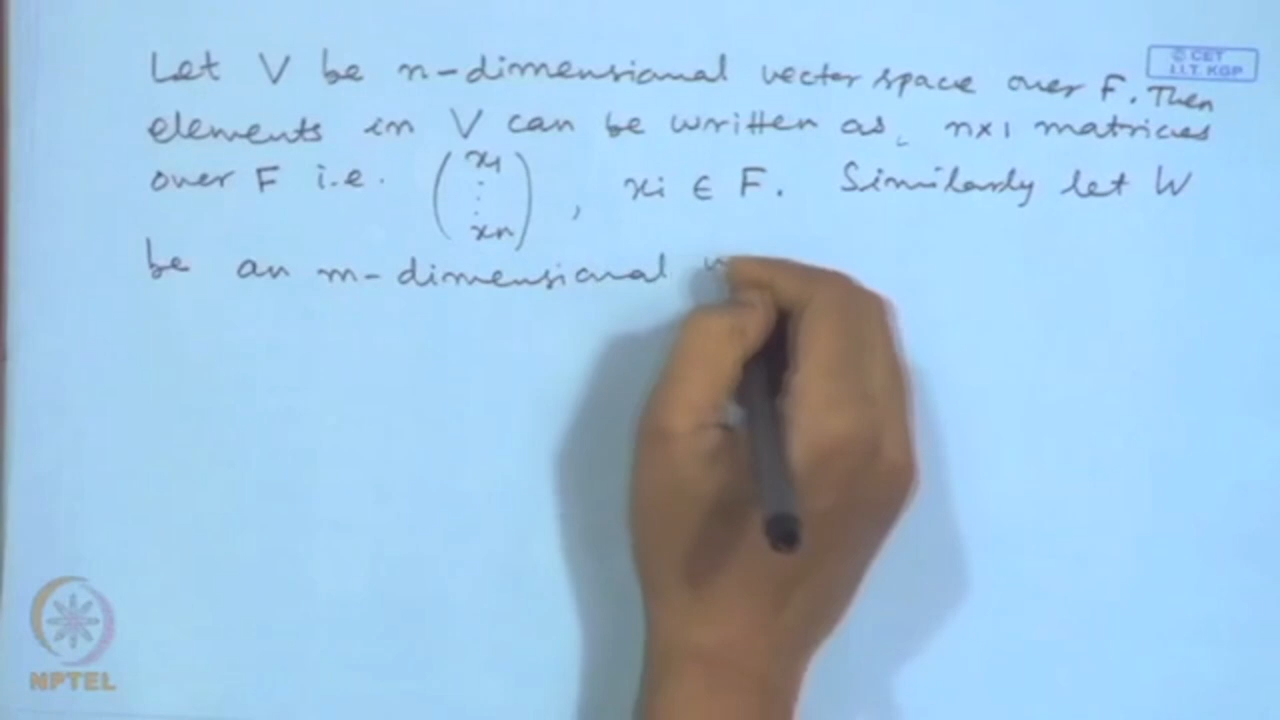 Let V be n-dimensional vector space over F. Then
© CET
I.I.T. KGP
elements in V can be written as, n×1 matrices
over F i.e. (x1 : xn), xi ∈ F. Similarly let W
be an m-dimensional
NPTEL